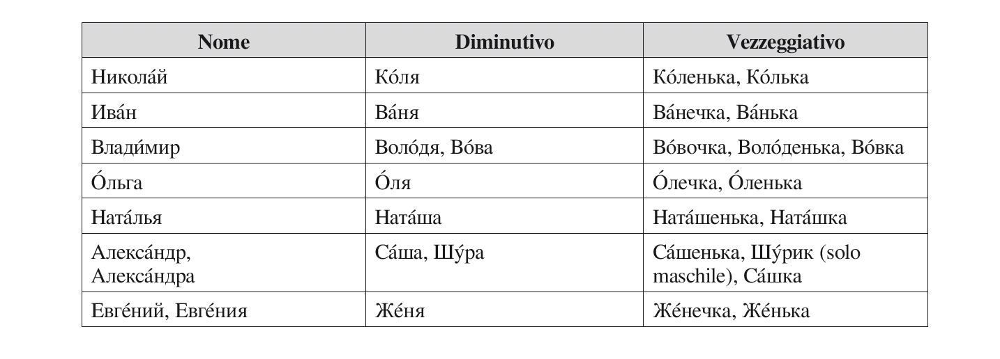 Nome Diminutivo Vezzeggiativo
Никола́й Ко́ля Ко́ленька, Ко́лька
Ива́н Ва́ня Ва́нечка, Ва́нька
Влади́мир Воло́дя, Во́ва Во́вочка, Воло́денька, Во́вка
О́льга О́ля О́лечка, О́ленька
Ната́лья Ната́ша Ната́шенька, Ната́шка
Алекса́ндр, Са́ша, Шу́ра Са́шенька, Шу́рик (solo
Алекса́ндра maschile), Са́шка
Евге́ний, Евге́ния Же́ня Же́нечка, Же́нька